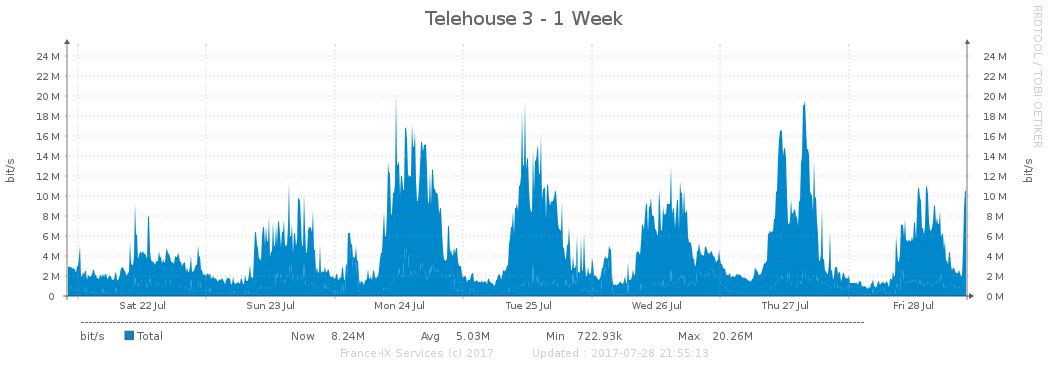 Telehouse 3 - 1 Week
RRDTOOL / TOBI OETIKER
bit/s
24 M
22 M
20 M
18 M
16 M
14 M
12 M
10 M
8 M
6 M
4 M
2 M
0
24 M
22 M
20 M
18 M
16 M
14 M
12 M
10 M
8 M
6 M
4 M
2 M
0 M
bit/s
Sat 22 Jul Sun 23 Jul Mon 24 Jul Tue 25 Jul Wed 26 Jul Thu 27 Jul Fri 28 Jul
bit/s Total Now 8.24M Avg 5.03M Min 722.93k Max 20.26M
France-IX Services (c) 2017 Updated : 2017-07-28 21:55:13